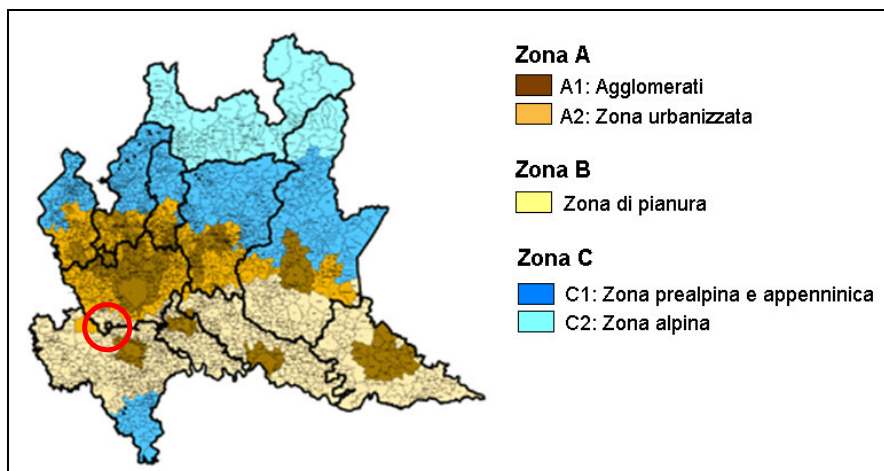 Zona A
A1: Agglomerati
A2: Zona urbanizzata
Zona B
Zona di pianura
Zona C
C1: Zona prealpina e appenninica
C2: Zona alpina